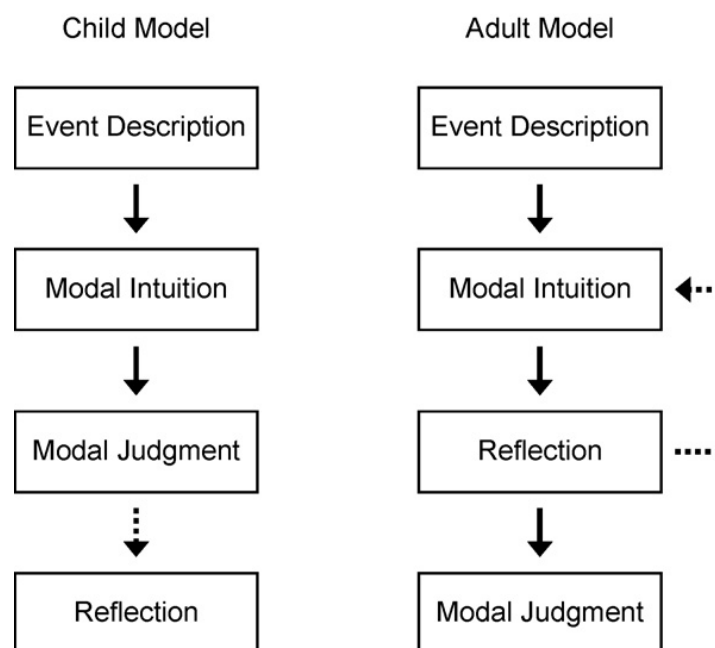 Child Model
Event Description
Modal Intuition
Modal Judgment
Reflection
Adult Model
Event Description
Modal Intuition
Reflection
Modal Judgment